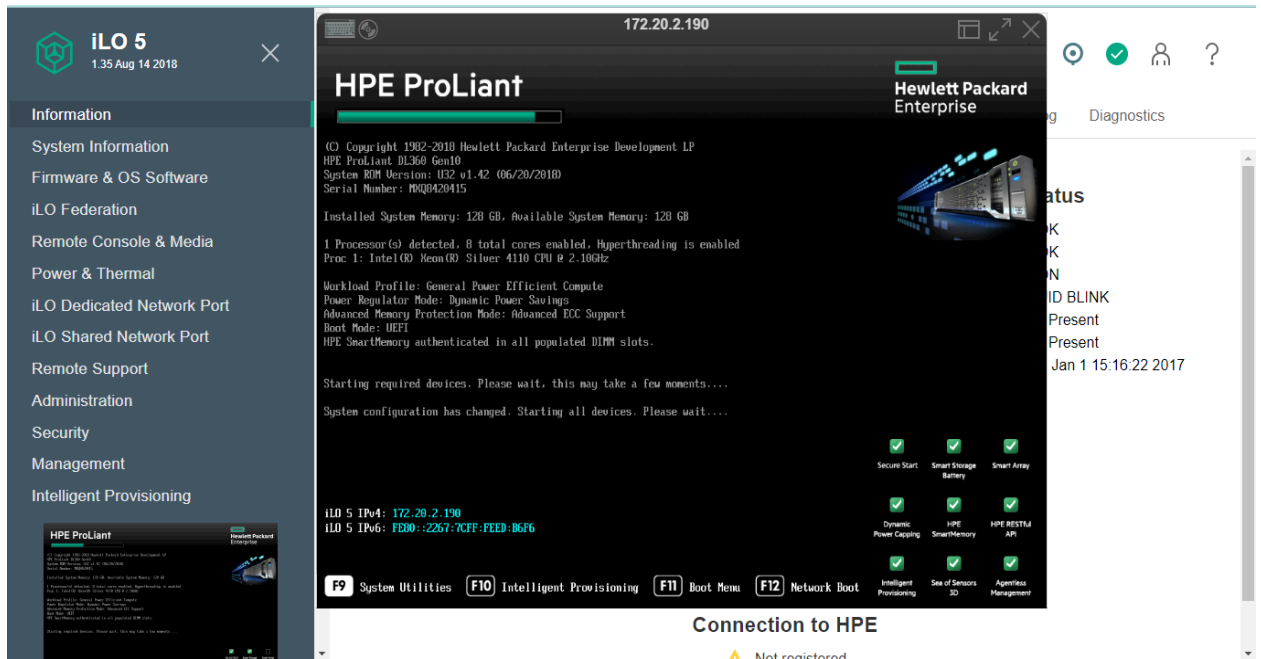 iLO 5
1.35 Aug 14 2018
Information
System Information
Firmware & OS Software
iLO Federation
Remote Console & Media
Power & Thermal
iLO Dedicated Network Port
iLO Shared Network Port
Remote Support
Administration
Security
Management
Intelligent Provisioning
HPE ProLiant
Hewlett Packard
Enterprise
172.20.2.190
HPE ProLiant
Hewlett Packard
Enterprise
(C) Copyright 1982-2018 Hewlett Packard Enterprise Development LP
HPE ProLiant DL360 Gen10
System ROM Version: U32 v1.42 (06/20/2018)
Serial Number: MXQ8420415
Installed System Memory: 128 GB, Available System Memory: 128 GB
1 Processor(s) detected, 8 total cores enabled, Hyperthreading is enabled
Proc 1: Intel(R) Xeon(R) Silver 4110 CPU @ 2.10GHz
Workload Profile: General Power Efficient Compute
Power Regulator Mode: Dynamic Power Savings
Advanced Memory Protection Mode: Advanced ECC Support
Boot Mode: UEFI
HPE SmartMemory authenticated in all populated DIMM slots.
Starting required devices. Please wait, this may take a few moments....
System configuration has changed. Starting all devices. Please wait....
Secure Start
Smart Storage Battery
Smart Array
iLO 5 IPv4: 172.20.2.190
iLO 5 IPv6: FE80::2267:7CFF:FEED:B6F6
Dynamic Power Capping
HPE SmartMemory
HPE RESTful API
Intelligent Provisioning
Sea of Sensors 3D
Agentless Management
F9 System Utilities F10 Intelligent Provisioning F11 Boot Menu F12 Network Boot
?
g Diagnostics
atus
K
K
N
ID BLINK
Present
Present
Jan 1 15:16:22 2017
Connection to HPE
Not registered